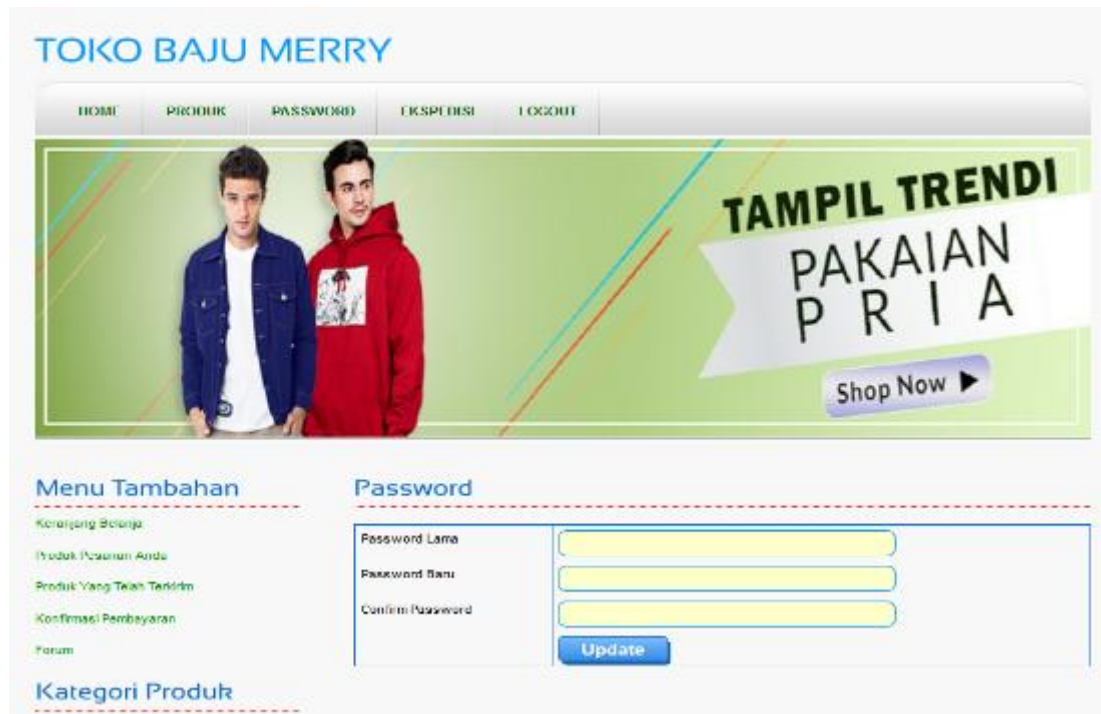 TOKO BAJU MERRY
HOME PRODUK PASSWORD EKSPEDISI LOGOUT
TAMPIL TRENDI
PAKAIAN
PRIA
Shop Now
Menu Tambahan
Keranjang Belanja
Produk Pesanan Anda
Produk Yang Telah Terkirim
Konfirmasi Pembayaran
Forum
Kategori Produk
Password
Password Lama
Password Baru
Confirm Password
Update